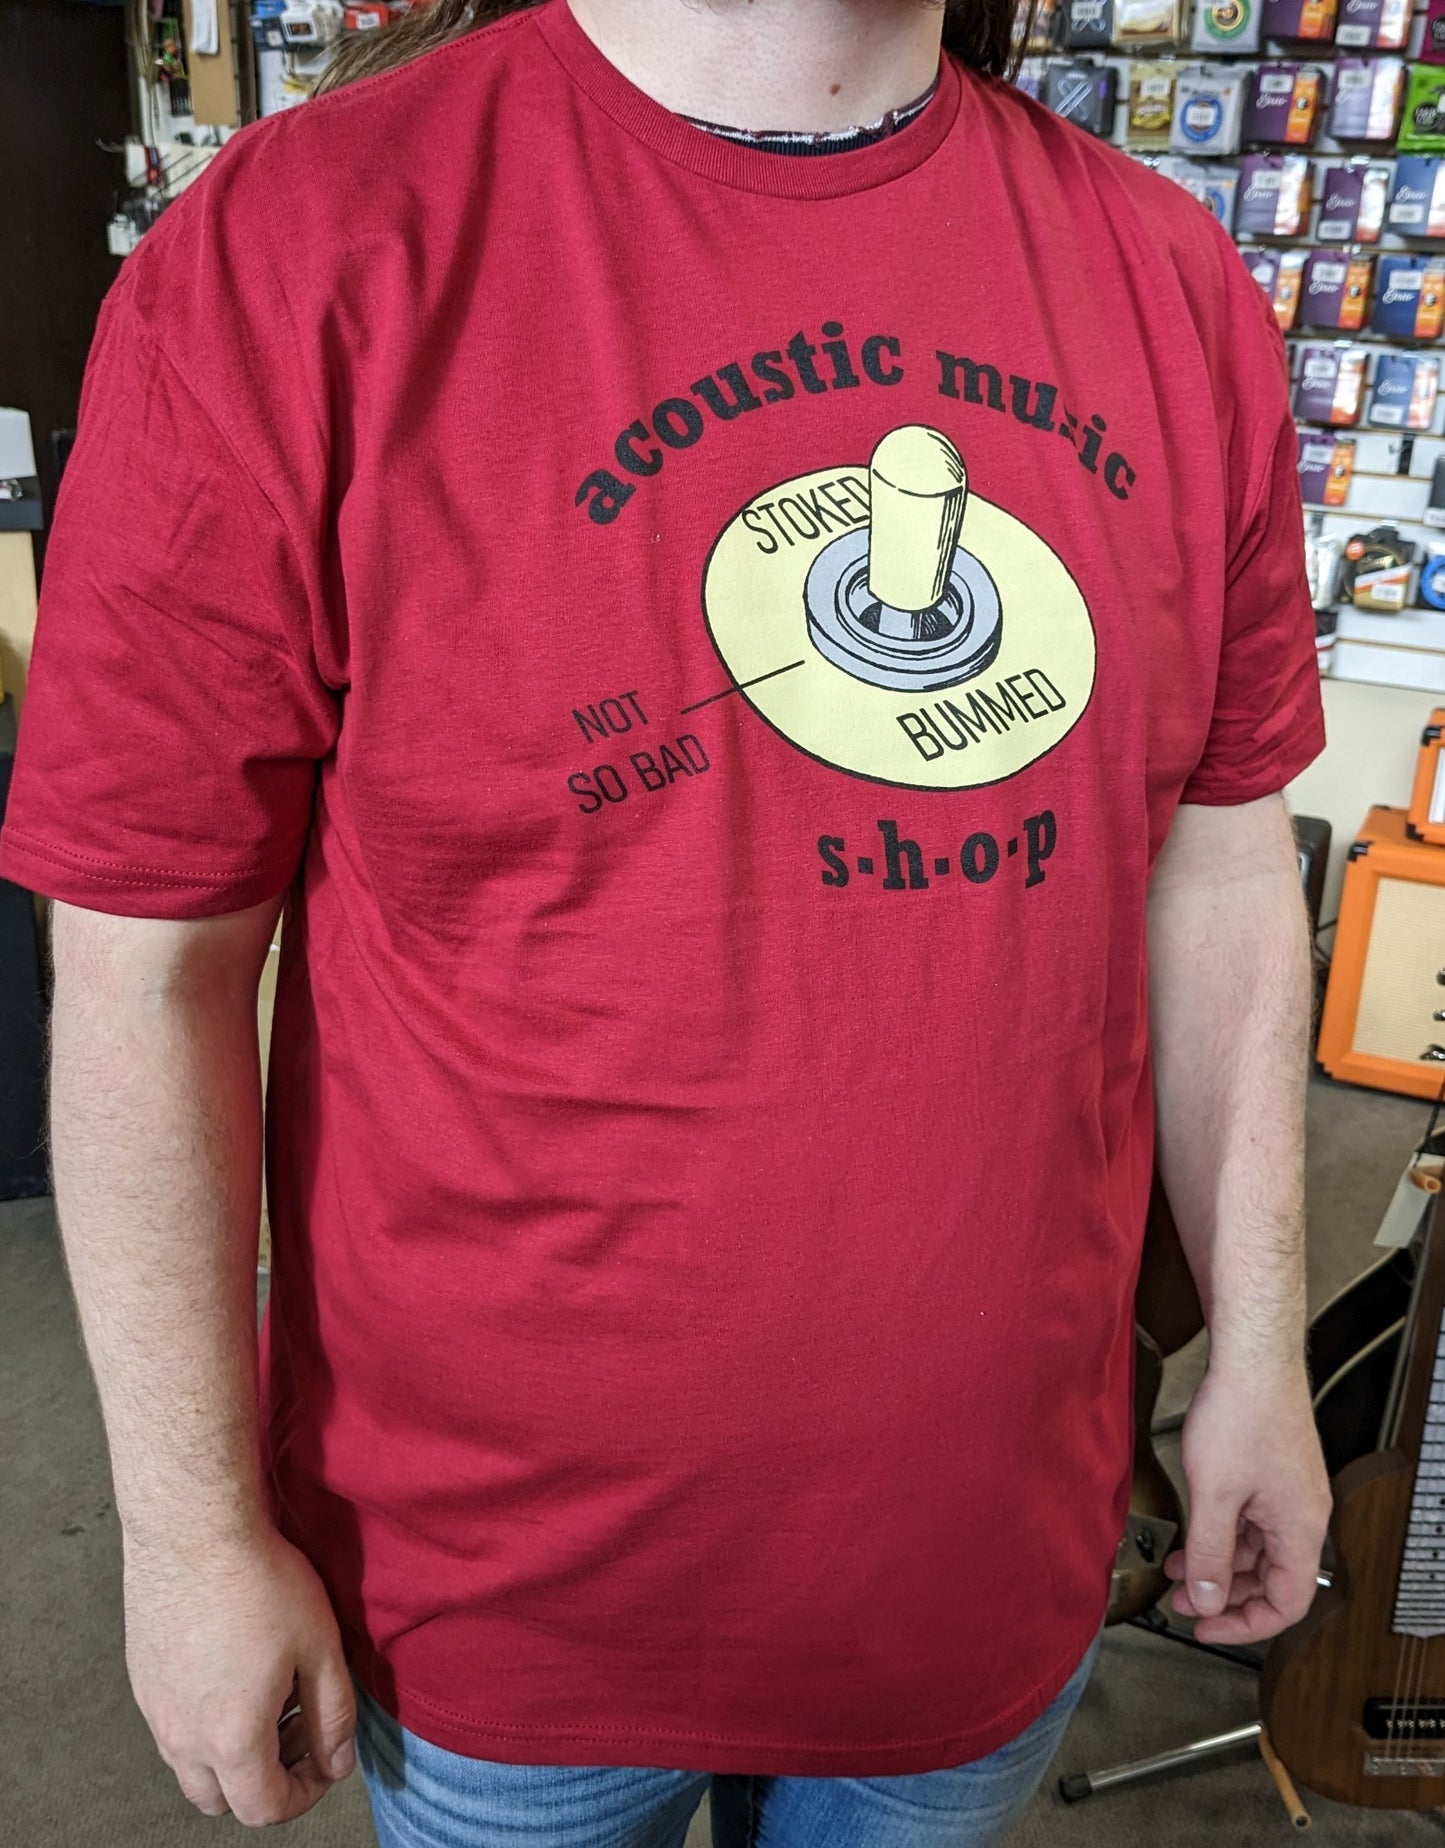 acoustic music
STOKED
NOT
SO BAD
BUMMED
s·h·o·p